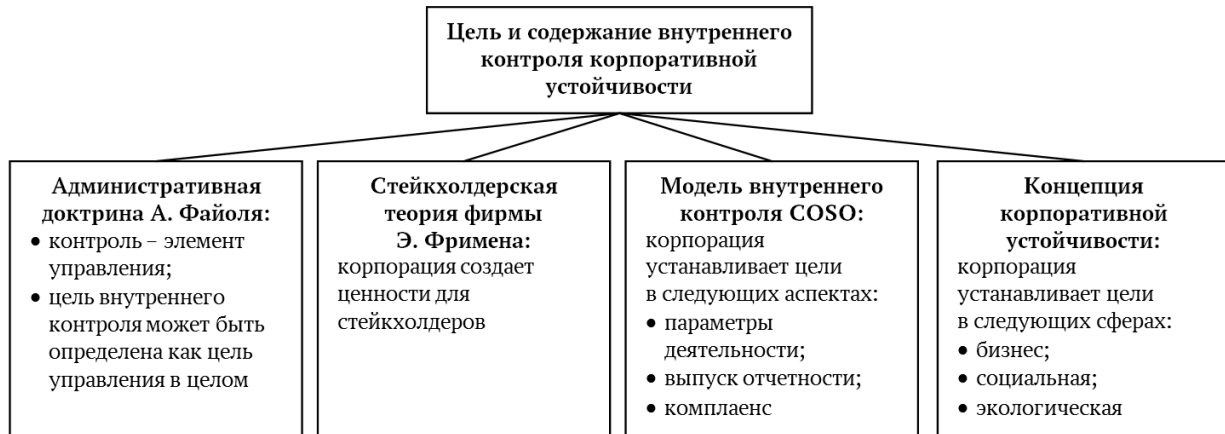 Цель и содержание внутреннего
контроля корпоративной
устойчивости
Административная
доктрина А. Файоля:
• контроль – элемент
управления;
• цель внутреннего
контроля может быть
определена как цель
управления в целом
Стейкхолдерская
теория фирмы
Э. Фримена:
корпорация создает
ценности для
стейкхолдеров
Модель внутреннего
контроля COSO:
корпорация
устанавливает цели
в следующих аспектах:
• параметры
деятельности;
• выпуск отчетности;
• комплаенс
Концепция
корпоративной
устойчивости:
корпорация
устанавливает цели
в следующих сферах:
• бизнес;
• социальная;
• экологическая